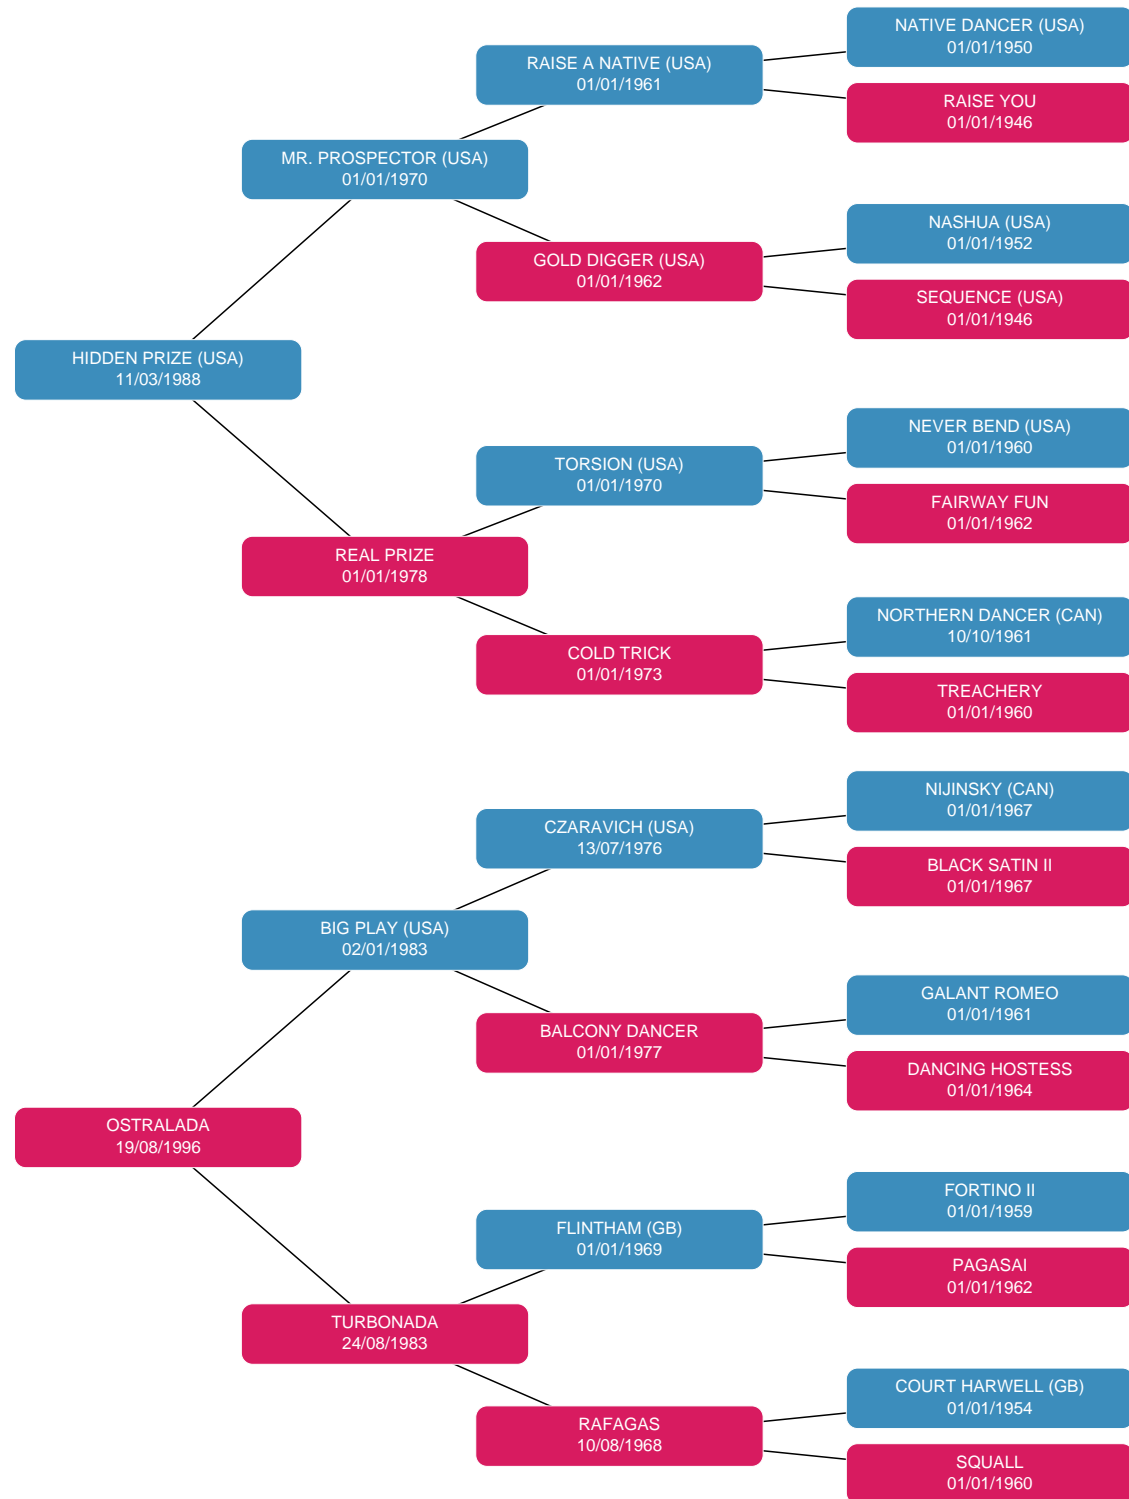 NATIVE DANCER (USA)
01/01/1950
RAISE A NATIVE (USA)
01/01/1961
RAISE YOU
01/01/1946
MR. PROSPECTOR (USA)
01/01/1970
NASHUA (USA)
01/01/1952
GOLD DIGGER (USA)
01/01/1962
SEQUENCE (USA)
01/01/1946
HIDDEN PRIZE (USA)
11/03/1988
NEVER BEND (USA)
01/01/1960
TORSION (USA)
01/01/1970
FAIRWAY FUN
01/01/1962
REAL PRIZE
01/01/1978
NORTHERN DANCER (CAN)
10/10/1961
COLD TRICK
01/01/1973
TREACHERY
01/01/1960
NIJINSKY (CAN)
01/01/1967
CZARAVICH (USA)
13/07/1976
BLACK SATIN II
01/01/1967
BIG PLAY (USA)
02/01/1983
GALANT ROMEO
01/01/1961
BALCONY DANCER
01/01/1977
DANCING HOSTESS
01/01/1964
OSTRALADA
19/08/1996
FORTINO II
01/01/1959
FLINTHAM (GB)
01/01/1969
PAGASAI
01/01/1962
TURBONADA
24/08/1983
COURT HARWELL (GB)
01/01/1954
RAFAGAS
10/08/1968
SQUALL
01/01/1960